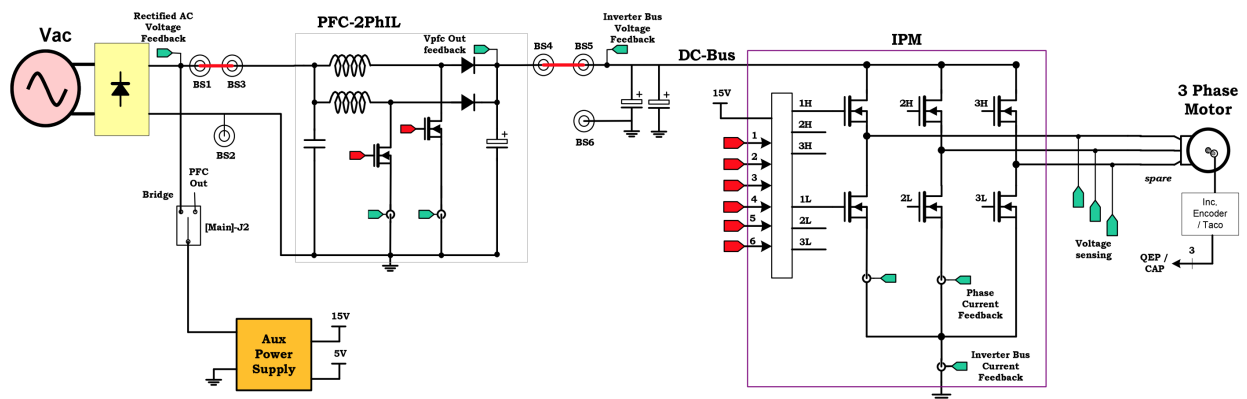 Rectified AC
Voltage
Feedback
Vac
BS1
BS3
BS2
PFC-2PhIL
Vpfc Out
feedback
Inverter Bus
Voltage
Feedback
BS4
BS5
BS6
DC-Bus
IPM
15V
1
2
3
4
5
6
1H
2H
3H
1L
2L
3L
2H
3H
2L
3L
3 Phase
Motor
spare
Inc.
Encoder
/ Taco
Voltage
sensing
QEP /
CAP
3
Phase
Current
Feedback
Inverter Bus
Current
Feedback
Bridge
PFC
Out
[Main]-J2
Aux
Power
Supply
15V
5V
+
+
+